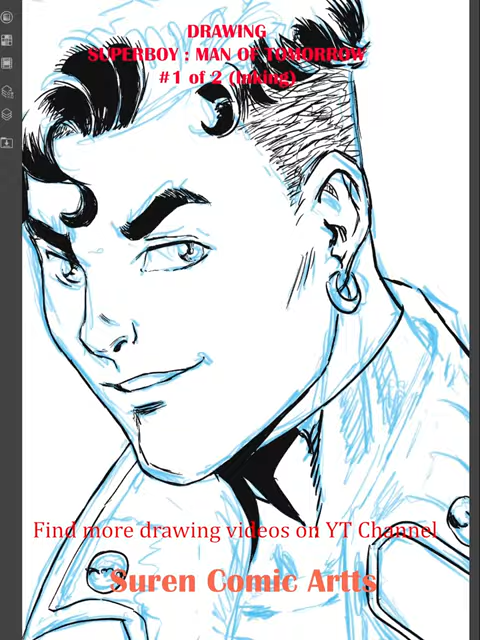 DRAWING
SUPERBOY : MAN OF TOMORROW
#1 of 2 (Inking)
Find more drawing videos on YT Channel
Suren Comic Artts